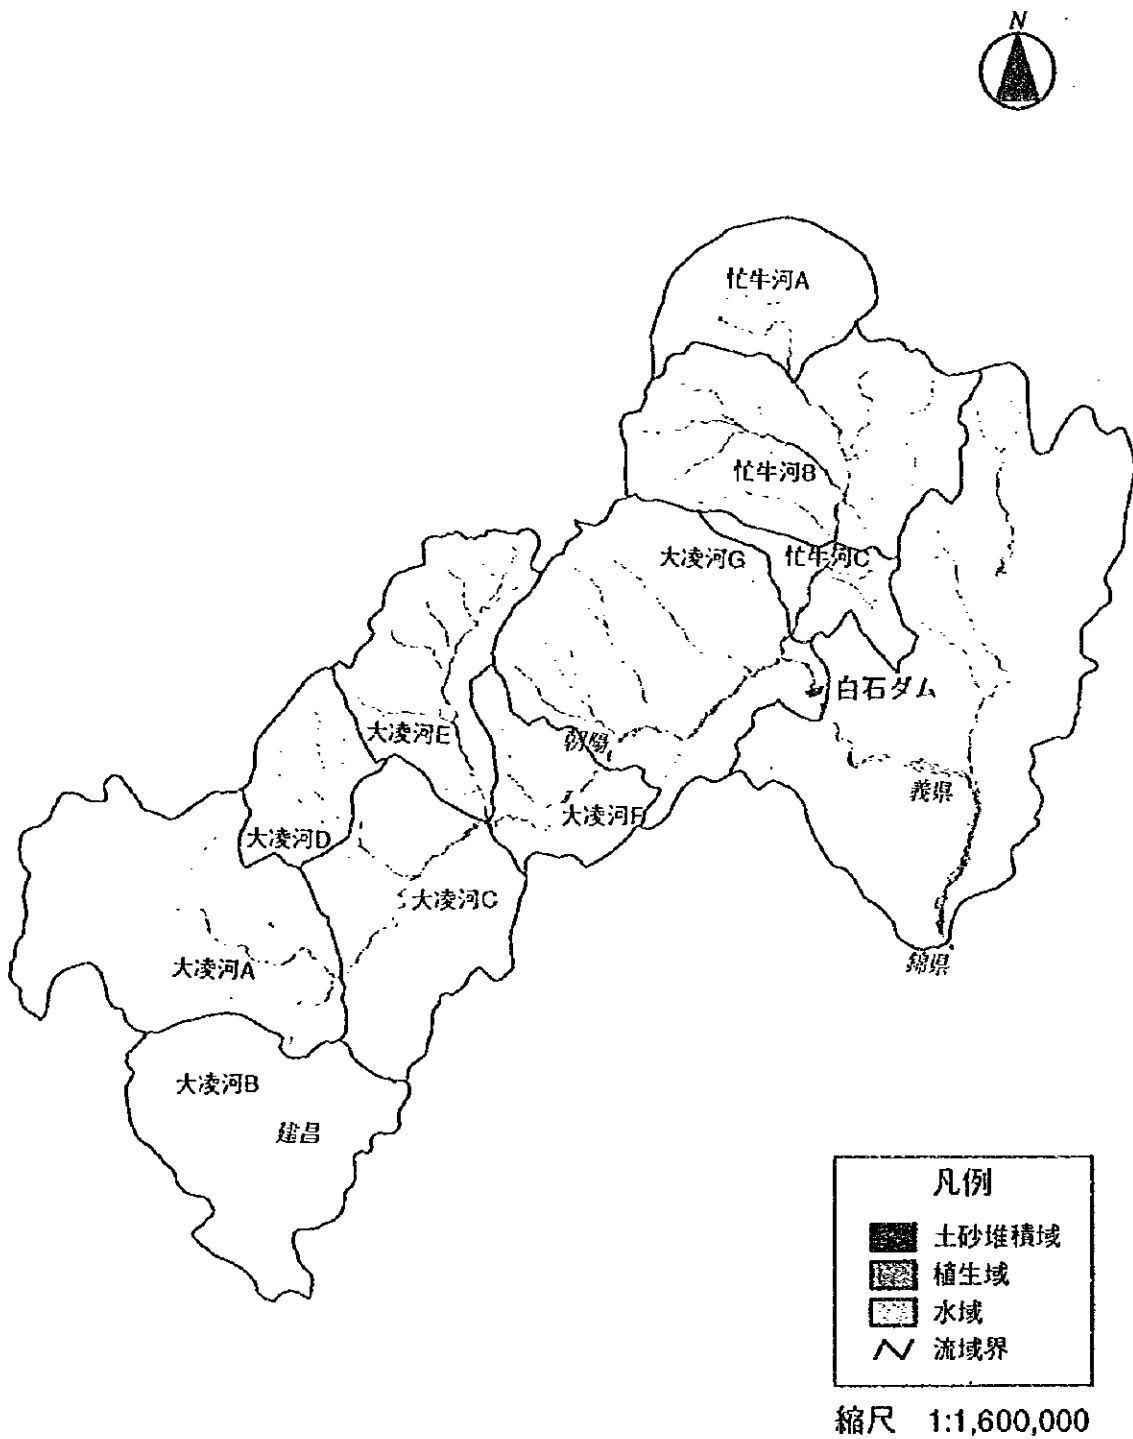 N
忙牛河A
忙牛河B
大凌河G
忙牛河C
白石ダム
大凌河E
朝陽
義県
大凌河F
大凌河D
大凌河C
錦県
大凌河A
大凌河B
建昌
凡例
土砂堆積域
植生域
水域
流域界
縮尺 1:1,600,000